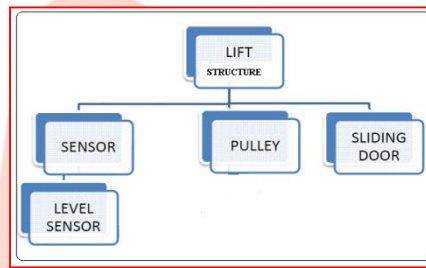 LIFT
STRUCTURE
SENSOR
PULLEY
SLIDING
DOOR
LEVEL
SENSOR